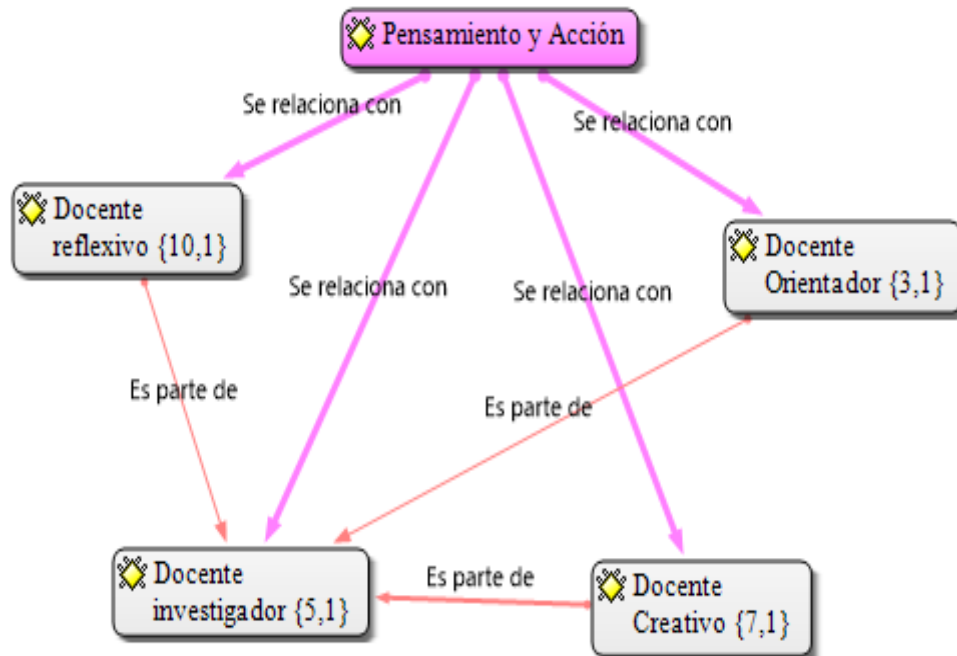 Pensamiento y Acción
Se relaciona con
Se relaciona con
Docente
reflexivo {10,1}
Docente
Orientador {3,1}
Se relaciona con
Se relaciona con
Es parte de
Es parte de
Docente
investigador {5,1}
Es parte de
Docente
Creativo {7,1}